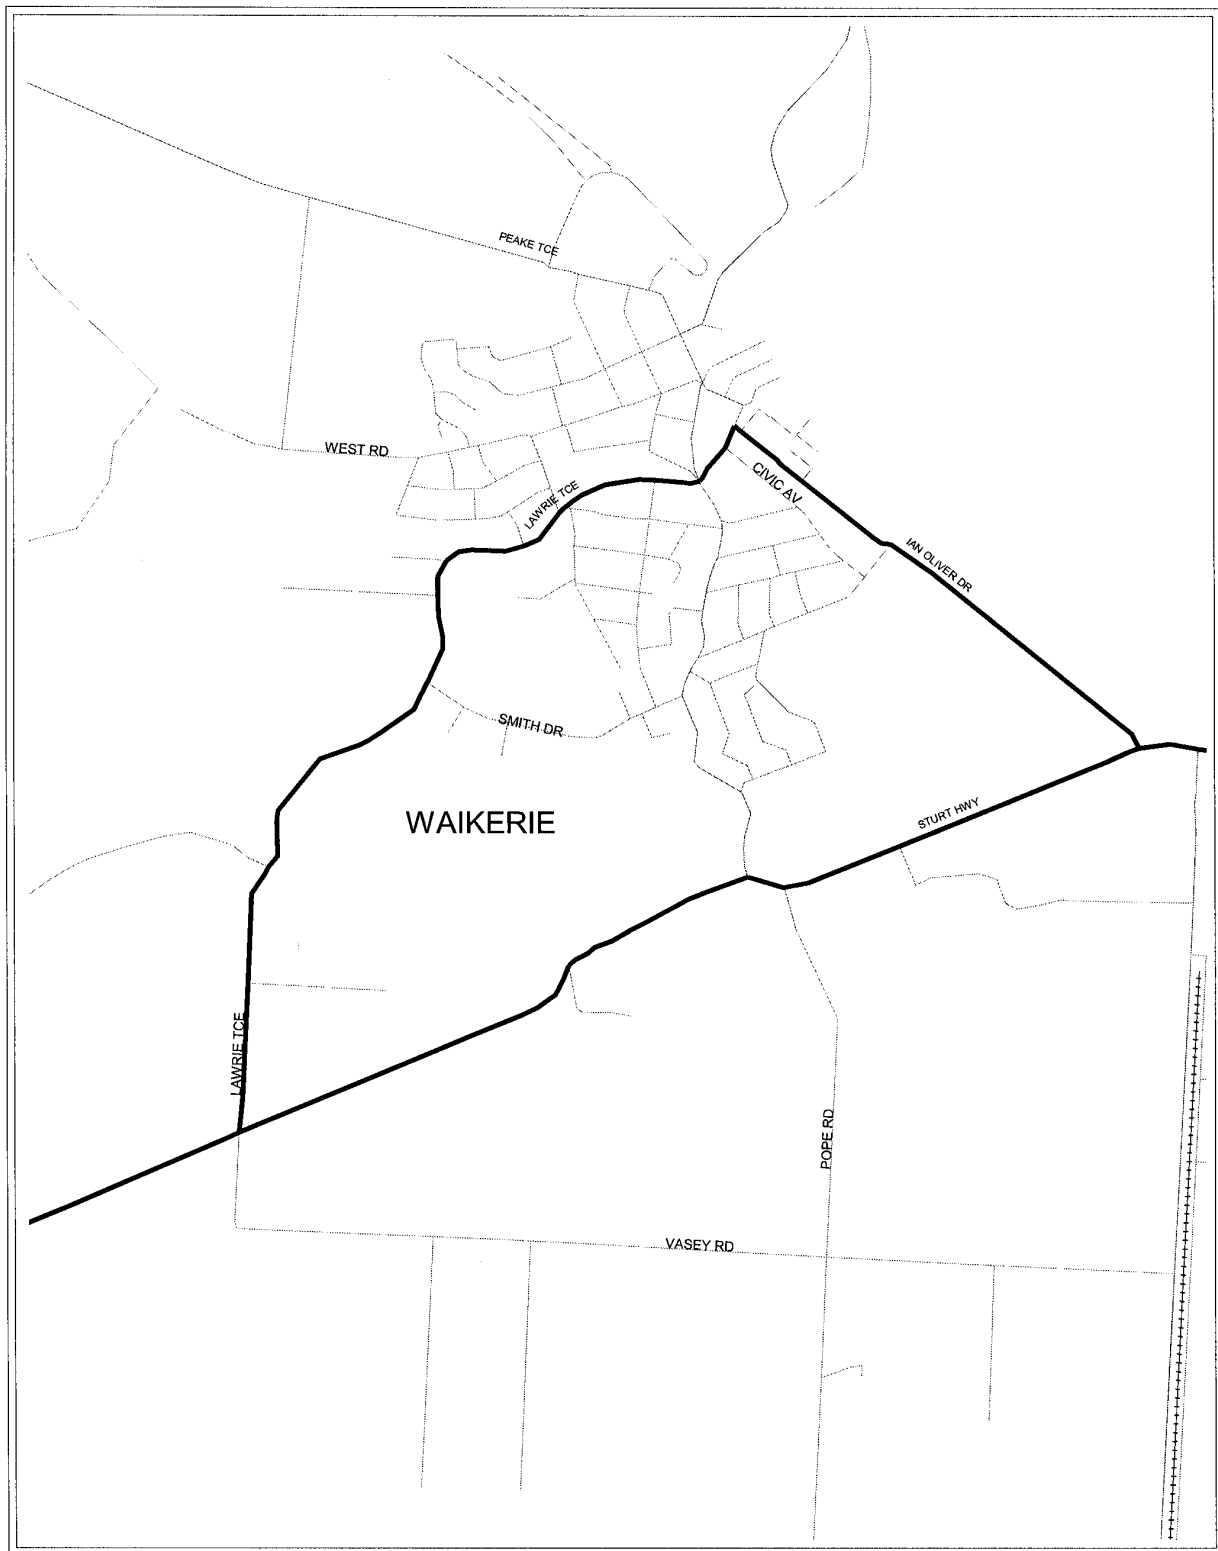 PEAKE TCE
WEST RD
LAWRIE TCE
CIVIC AV
IAN OLIVER DR
SMITH DR
WAIKERIE
STURT HWY
LAWRIE TCE
POPE RD
VASEY RD